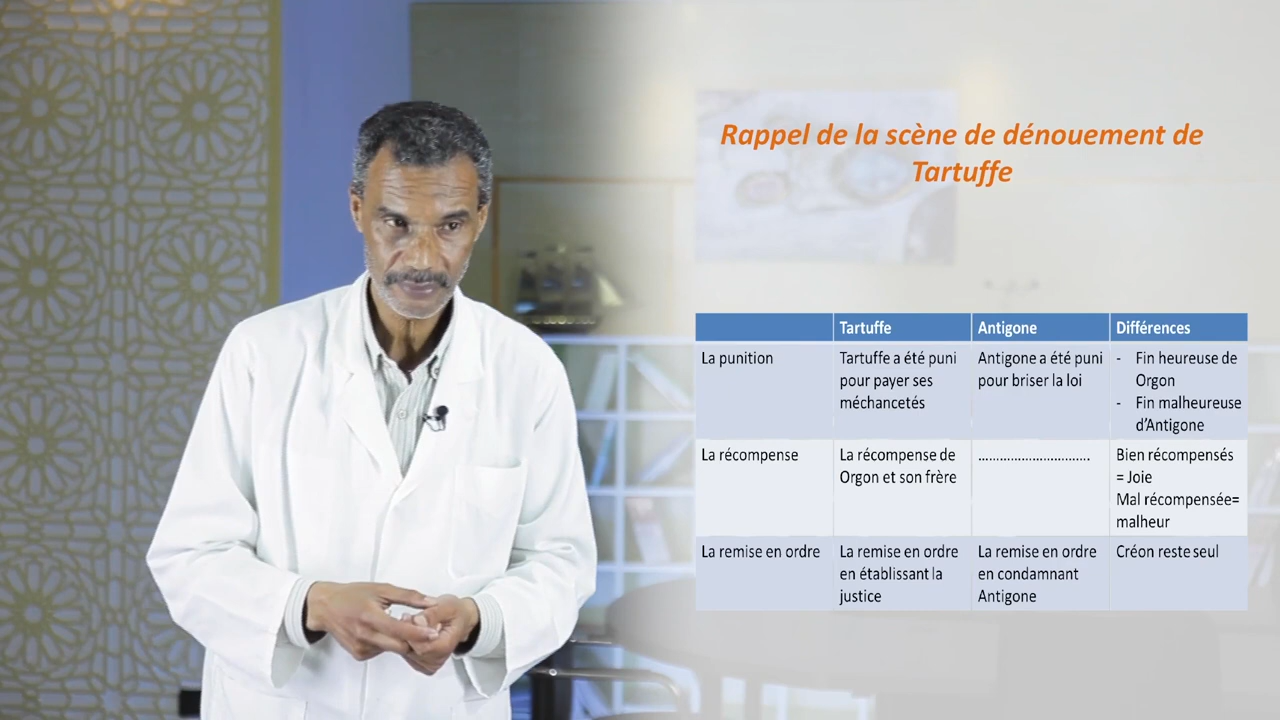 Rappel de la scène de dénouement de
Tartuffe
Tartuffe
Antigone
Différences
La punition
Tartuffe a été puni
pour payer ses
méchancetés
Antigone a été puni
pour briser la loi
- Fin heureuse de
Orgon
- Fin malheureuse
d'Antigone
La récompense
La récompense de
Orgon et son frère
................................
Bien récompensés
= Joie
Mal récompensée=
malheur
La remise en ordre
La remise en ordre
en établissant la
justice
La remise en ordre
en condamnant
Antigone
Créon reste seul